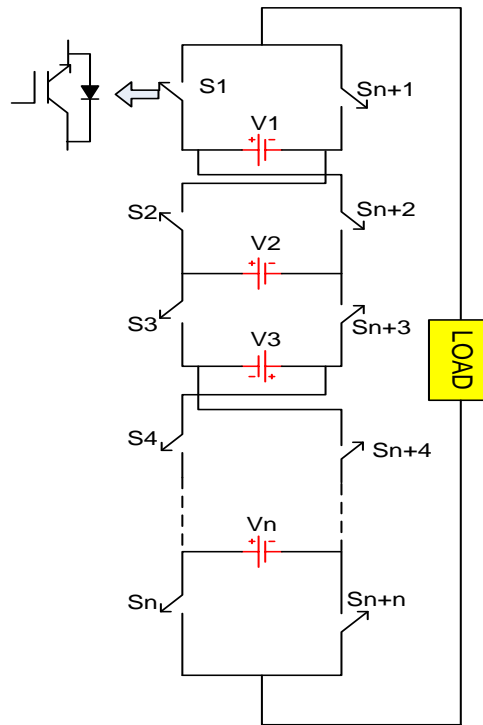 S1
Sn+1
V1
+ -
S2
Sn+2
V2
+ -
S3
Sn+3
V3
- +
LOAD
S4
Sn+4
Vn
+ -
Sn
Sn+n